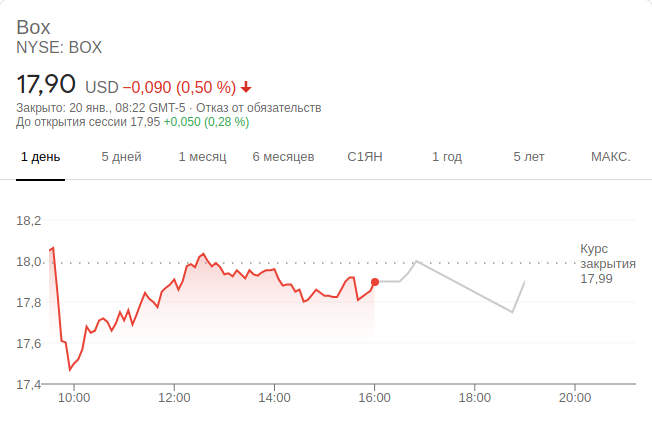 Box
NYSE: BOX
17,90 USD −0,090 (0,50 %)
Закрыто: 20 янв., 08:22 GMT-5 · Отказ от обязательств
До открытия сессии 17,95 +0,050 (0,28 %)
1 день 5 дней 1 месяц 6 месяцев С1ЯН 1 год 5 лет МАКС.
18,2
18,0
17,8
17,6
17,4
Курс
закрытия
17,99
10:00 12:00 14:00 16:00 18:00 20:00